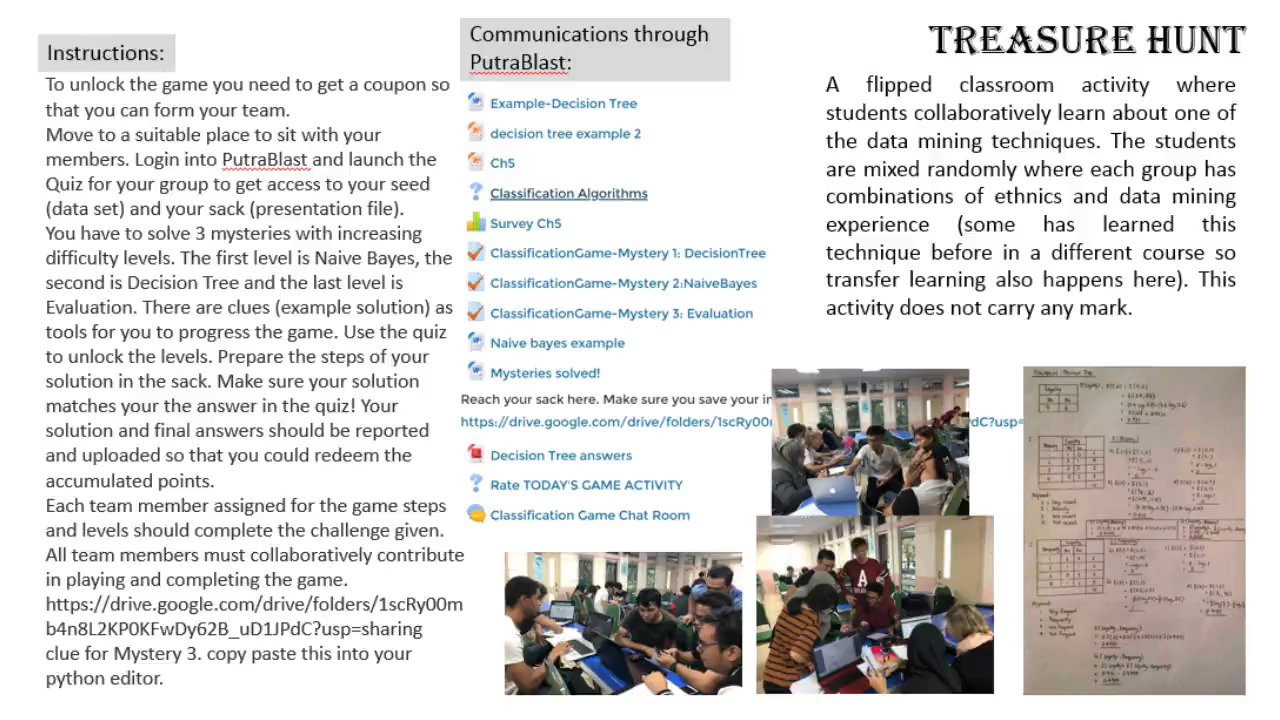 Instructions:
To unlock the game you need to get a coupon so
that you can form your team.
Move to a suitable place to sit with your
members. Login into PutraBlast and launch the
Quiz for your group to get access to your seed
(data set) and your sack (presentation file).
You have to solve 3 mysteries with increasing
difficulty levels. The first level is Naive Bayes, the
second is Decision Tree and the last level is
Evaluation. There are clues (example solution) as
tools for you to progress the game. Use the quiz
to unlock the levels. Prepare the steps of your
solution in the sack. Make sure your solution
matches your the answer in the quiz! Your
solution and final answers should be reported
and uploaded so that you could redeem the
accumulated points.
Each team member assigned for the game steps
and levels should complete the challenge given.
All team members must collaboratively contribute
in playing and completing the game.
https://drive.google.com/drive/folders/1scRy00m
b4n8L2KP0KFwDy62B_uD1JPdC?usp=sharing
clue for Mystery 3. copy paste this into your
python editor.
Communications through
PutraBlast:
Example-Decision Tree
decision tree example 2
Ch5
Classification Algorithms
Survey Ch5
ClassificationGame-Mystery 1: DecisionTree
ClassificationGame-Mystery 2:NaiveBayes
ClassificationGame-Mystery 3: Evaluation
Naive bayes example
Mysteries solved!
Reach your sack here. Make sure you save your in
https://drive.google.com/drive/folders/1scRy00 dC?usp=
Decision Tree answers
Rate TODAY'S GAME ACTIVITY
Classification Game Chat Room
TREASURE HUNT
A flipped classroom activity where
students collaboratively learn about one of
the data mining techniques. The students
are mixed randomly where each group has
combinations of ethnics and data mining
experience (some has learned this
technique before in a different course so
transfer learning also happens here). This
activity does not carry any mark.